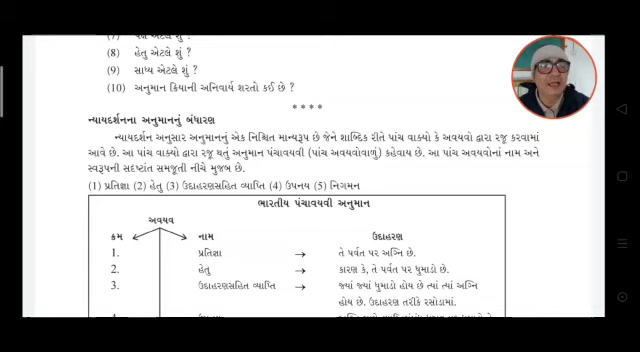 (8) હેતુ એટલે શું ?
(9) સાધ્ય એટલે શું ?
(10) અનુમાન ક્રિયાની અનિવાર્ય શરતો કઈ છે ?
****
ન્યાયદર્શનના અનુમાનનું બંધારણ
ન્યાયદર્શન અનુસાર અનુમાનનું એક નિશ્ચિત માન્યરૂપ છે જેને શાબ્દિક રીતે પાંચ વાક્યો કે અવયવો દ્વારા રજૂ કરવામાં
આવે છે. આ પાંચ વાક્યો દ્વારા રજૂ થતું અનુમાન પંચાવયવી (પાંચ અવયવોવાળું) કહેવાય છે. આ પાંચ અવયવોનાં નામ અને
સ્વરૂપની સદૃષ્ટાંત સમજૂતી નીચે મુજબ છે.
(1) પ્રતિજ્ઞા (2) હેતુ (3) ઉદાહરણસહિત વ્યાપ્તિ (4) ઉપનય (5) નિગમન
ભારતીય પંચાવયવી અનુમાન
અવયવ
ક્રમ નામ ઉદાહરણ
1. પ્રતિજ્ઞા → તે પર્વત પર અગ્નિ છે.
2. હેતુ → કારણ કે, તે પર્વત પર ધુમાડો છે.
3. ઉદાહરણસહિત વ્યાપ્તિ → જ્યાં જ્યાં ધુમાડો હોય છે ત્યાં ત્યાં અગ્નિ
હોય છે. ઉદાહરણ તરીકે રસોડામાં.